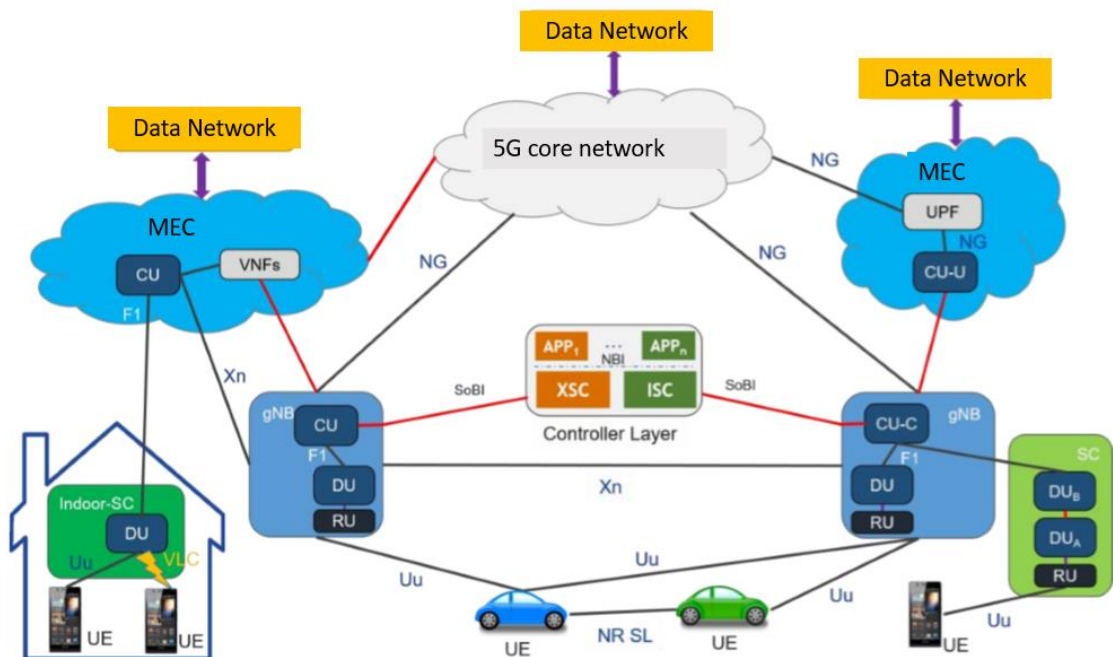 Data Network
Data Network
Data Network
5G core network
NG
MEC
UPF
NG
CU-U
MEC
CU
VNFs
F1
NG
NG
Xn
APP1 ... APPn
NBI
XSC ISC
SoBI
SoBI
Controller Layer
gNB
CU
F1
DU
RU
gNB
CU-C
F1
DU
RU
Xn
SC
DUB
DUA
RU
Indoor-SC
DU
Uu
VLC
UE
UE
Uu
Uu
Uu
NR SL
UE
UE
UE
Uu